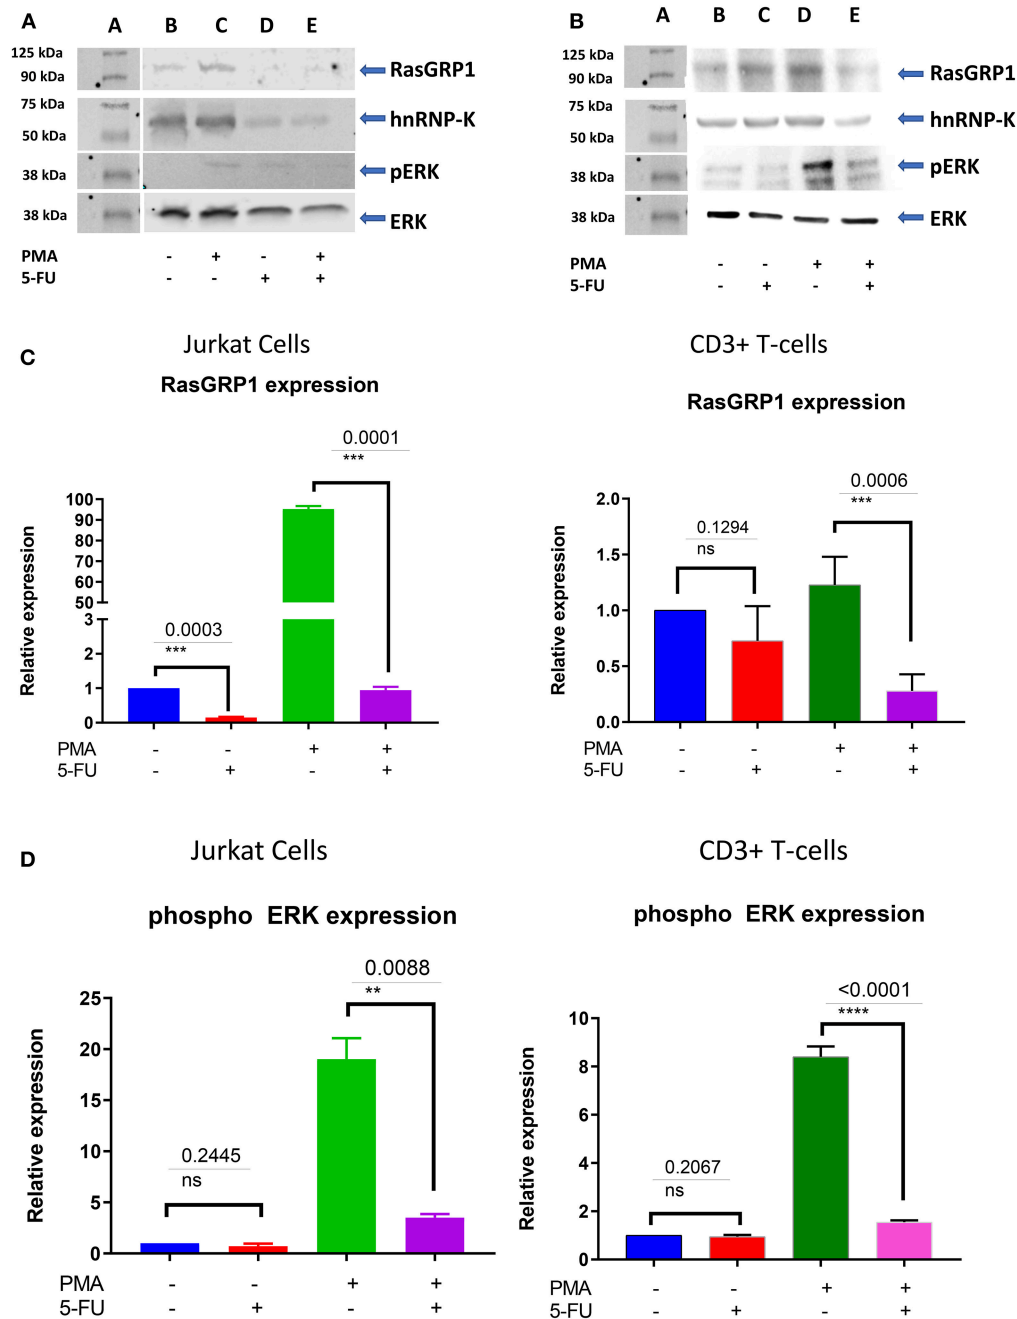 A
A B C D E
125 kDa
90 kDa
RasGRP1
75 kDa
50 kDa
hnRNP-K
38 kDa
pERK
38 kDa
ERK
PMA - + - +
5-FU - - + +
B
A B C D E
125 kDa
90 kDa
RasGRP1
75 kDa
50 kDa
hnRNP-K
38 kDa
pERK
38 kDa
ERK
PMA - - + +
5-FU - + - +
C
Jurkat Cells
RasGRP1 expression
0.0001
***
0.0003
***
Relative expression
Relative expression
100
90
80
70
60
50
3
2
1
0
PMA - - + +
5-FU - + - +
CD3+ T-cells
RasGRP1 expression
0.0006
***
0.1294
ns
Relative expression
2.0
1.5
1.0
0.5
0.0
PMA - - + +
5-FU - + - +
D
Jurkat Cells
phospho ERK expression
0.0088
**
0.2445
ns
Relative expression
25
20
15
10
5
0
PMA - - + +
5-FU - + - +
CD3+ T-cells
phospho ERK expression
<0.0001
****
0.2067
ns
Relative expression
10
8
6
4
2
0
PMA - - + +
5-FU - + - +